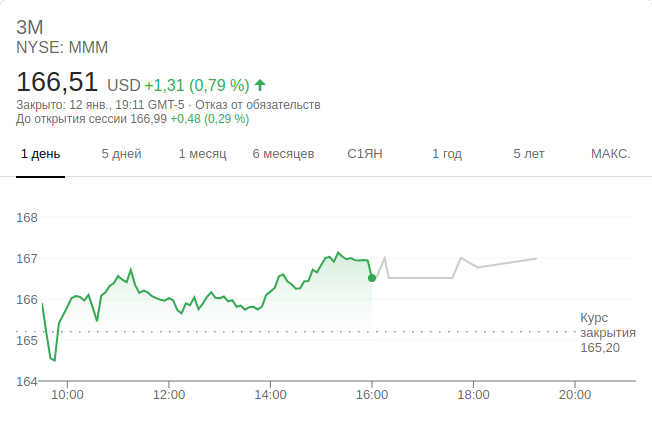 3M
NYSE: MMM
166,51 USD +1,31 (0,79 %)
Закрыто: 12 янв., 19:11 GMT-5 · Отказ от обязательств
До открытия сессии 166,99 +0,48 (0,29 %)
1 день 5 дней 1 месяц 6 месяцев С1ЯН 1 год 5 лет МАКС.
168
167
166
Курс
закрытия
165
165,20
164
10:00 12:00 14:00 16:00 18:00 20:00